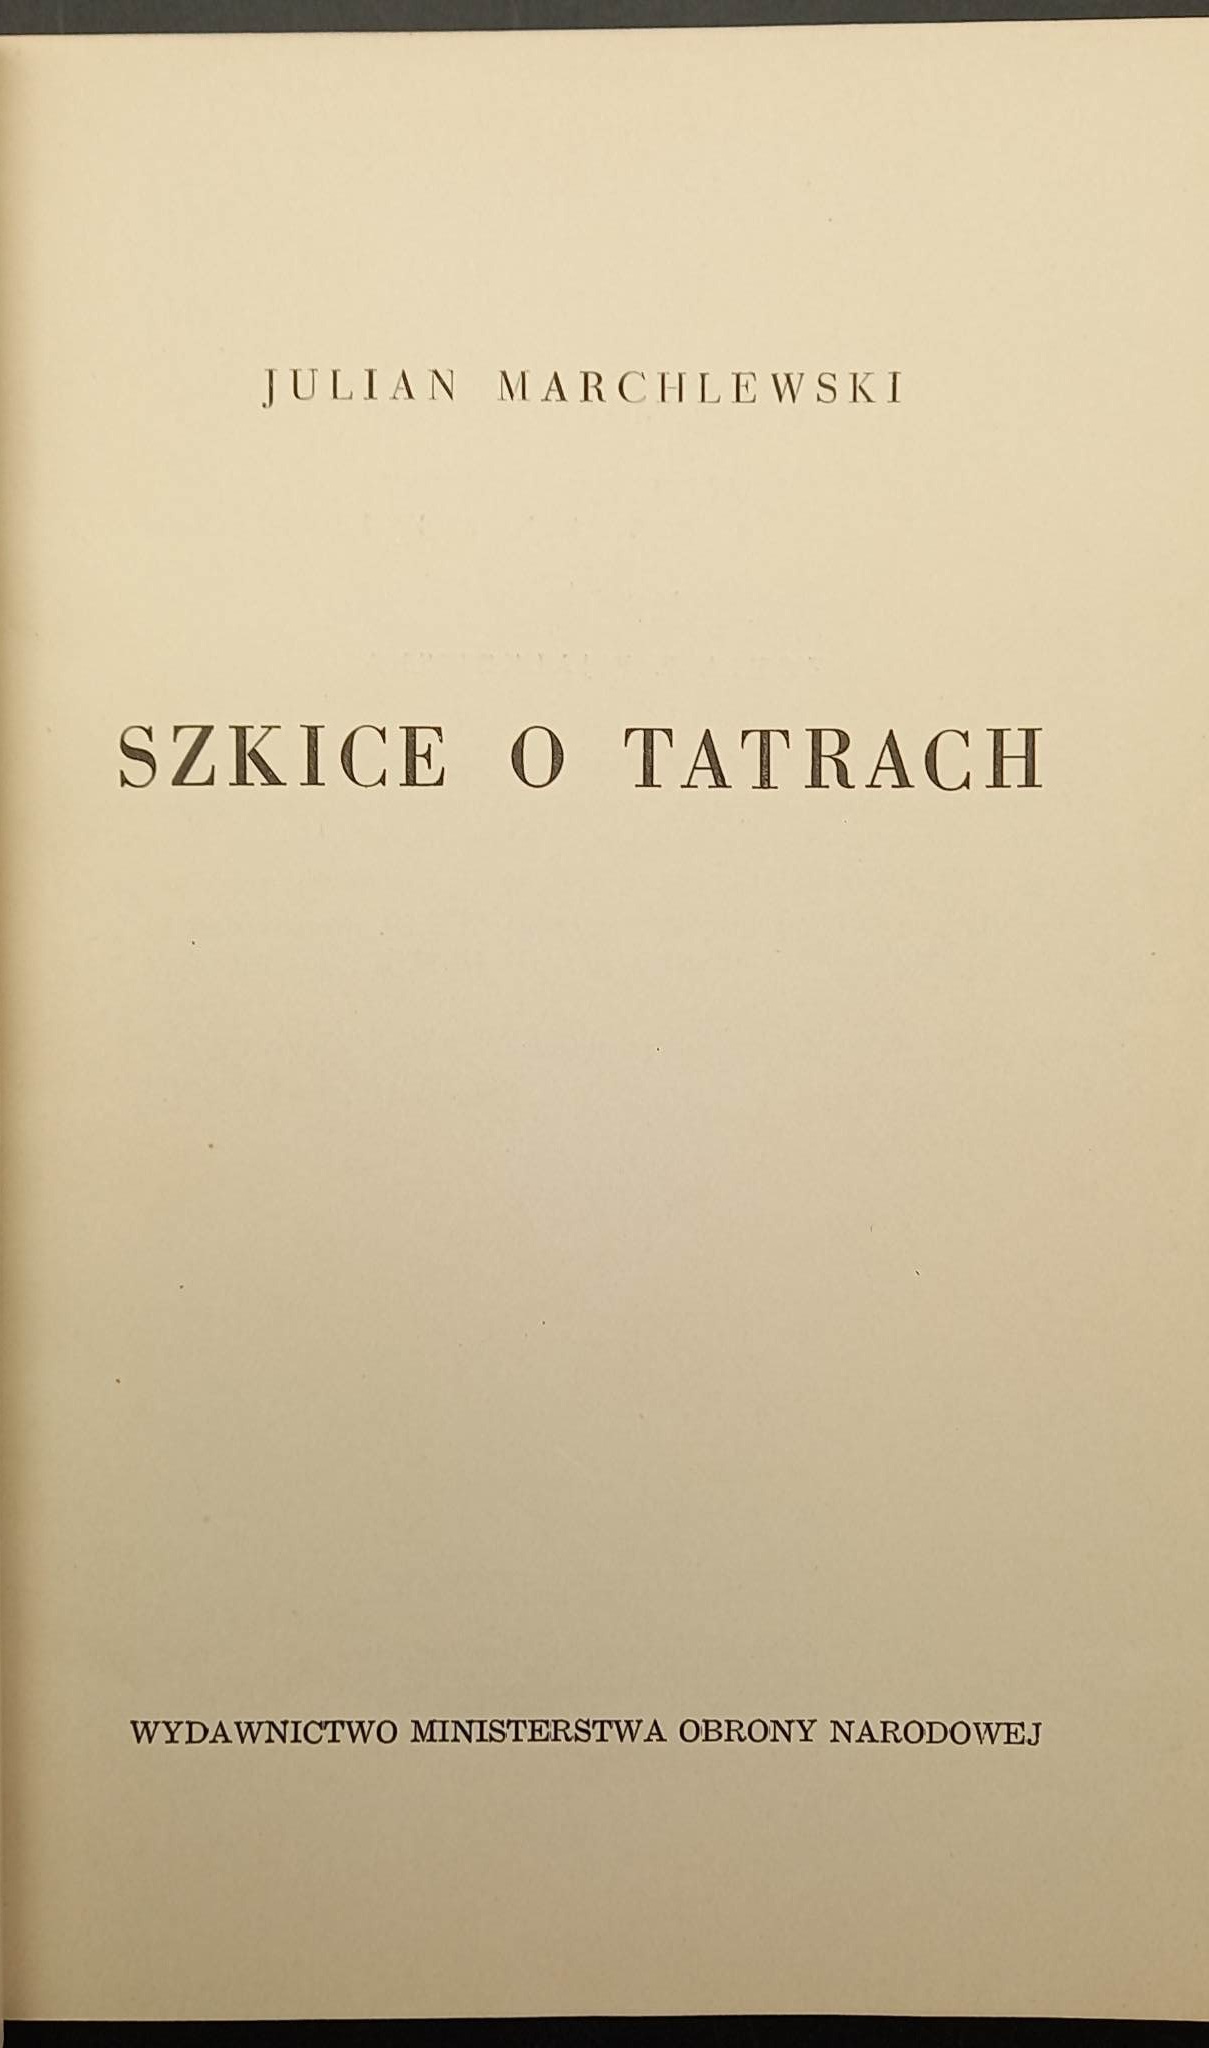 JULIAN MARCHLEWSKI
SZKICE O TATRACH
WYDAWNICTWO MINISTERSTWA OBRONY NARODOWEJ